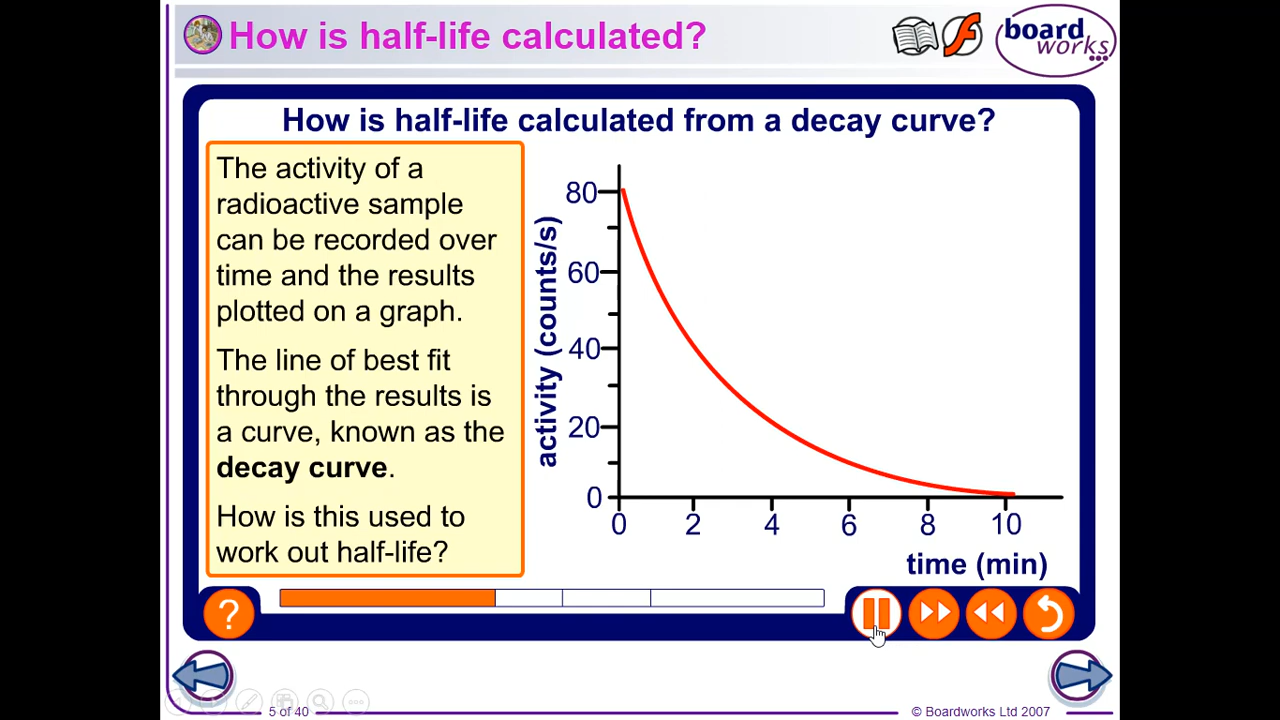 How is half-life calculated?
board
works
How is half-life calculated from a decay curve?
The activity of a
radioactive sample
can be recorded over
time and the results
plotted on a graph.
The line of best fit
through the results is
a curve, known as the
decay curve.
How is this used to
work out half-life?
activity (counts/s)
80
60
40
20
0
0 2 4 6 8 10
time (min)
?
5 of 40
© Boardworks Ltd 2007